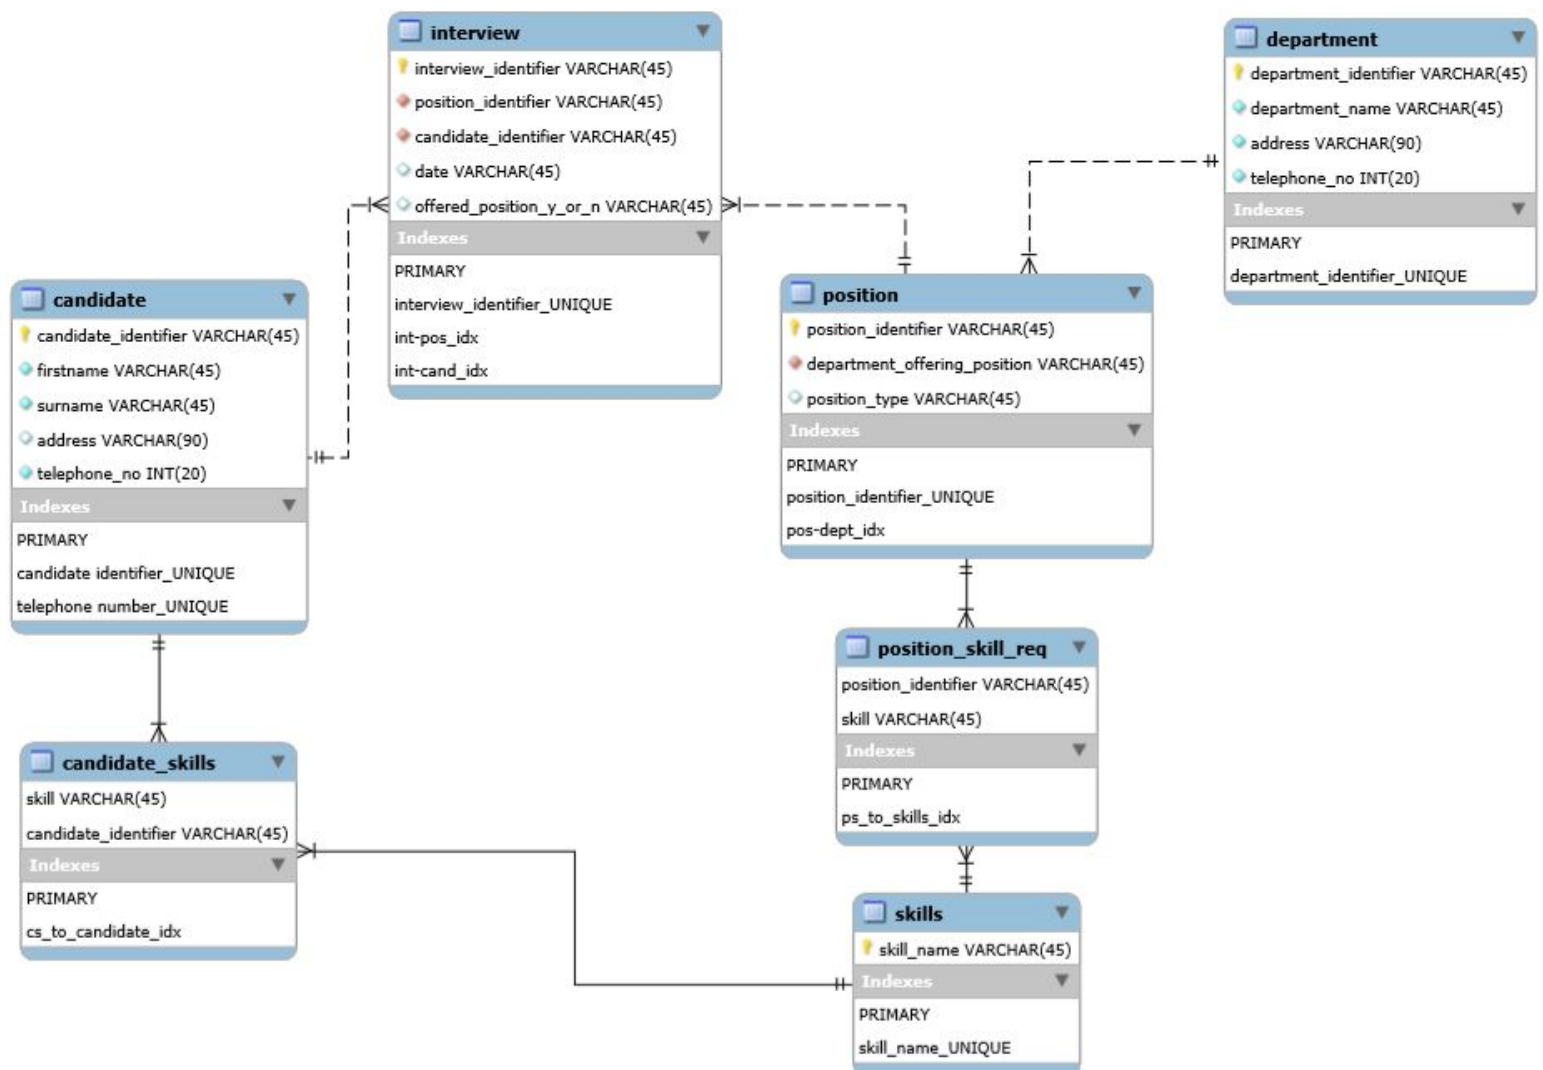 interview
interview_identifier VARCHAR(45)
position_identifier VARCHAR(45)
candidate_identifier VARCHAR(45)
date VARCHAR(45)
offered_position_y_or_n VARCHAR(45)
Indexes
PRIMARY
interview_identifier_UNIQUE
int-pos_idx
int-cand_idx
department
department_identifier VARCHAR(45)
department_name VARCHAR(45)
address VARCHAR(90)
telephone_no INT(20)
Indexes
PRIMARY
department_identifier_UNIQUE
candidate
candidate_identifier VARCHAR(45)
firstname VARCHAR(45)
surname VARCHAR(45)
address VARCHAR(90)
telephone_no INT(20)
Indexes
PRIMARY
candidate identifier_UNIQUE
telephone number_UNIQUE
position
position_identifier VARCHAR(45)
department_offering_position VARCHAR(45)
position_type VARCHAR(45)
Indexes
PRIMARY
position_identifier_UNIQUE
pos-dept_idx
position_skill_req
position_identifier VARCHAR(45)
skill VARCHAR(45)
Indexes
PRIMARY
ps_to_skills_idx
candidate_skills
skill VARCHAR(45)
candidate_identifier VARCHAR(45)
Indexes
PRIMARY
cs_to_candidate_idx
skills
skill_name VARCHAR(45)
Indexes
PRIMARY
skill_name_UNIQUE